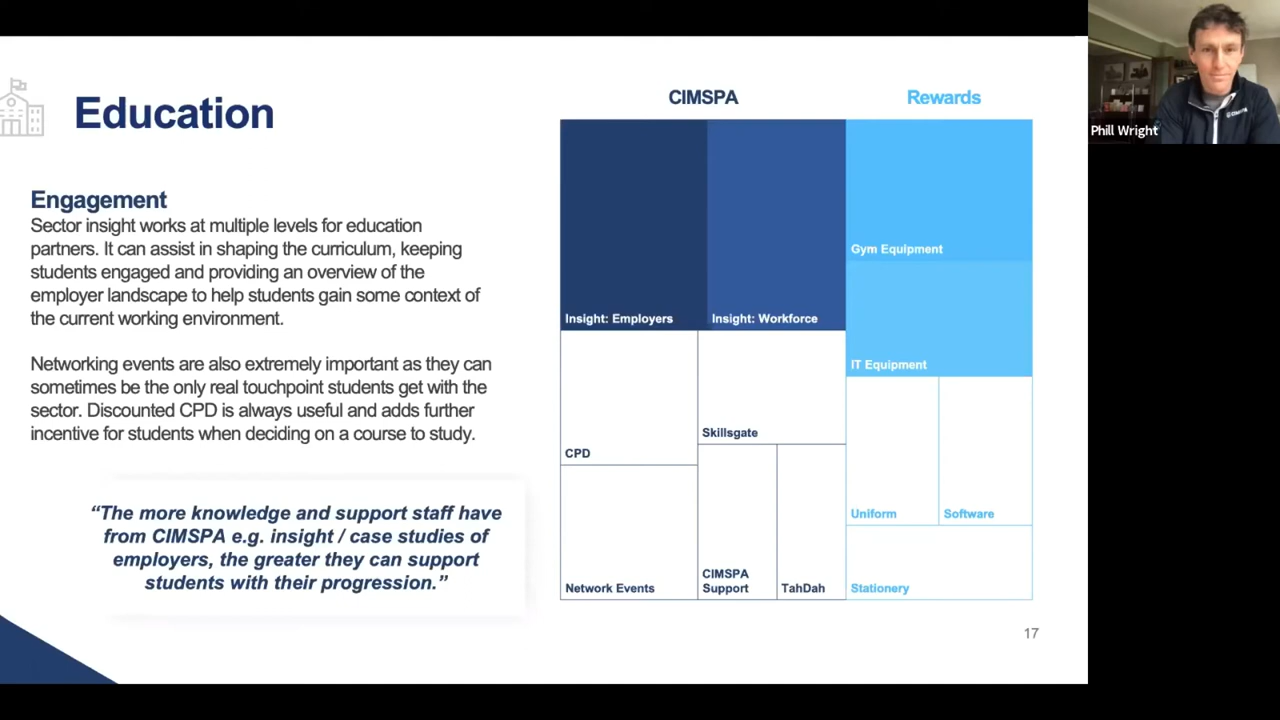 Education
Engagement
Sector insight works at multiple levels for education
partners. It can assist in shaping the curriculum, keeping
students engaged and providing an overview of the
employer landscape to help students gain some context of
the current working environment.
Networking events are also extremely important as they can
sometimes be the only real touchpoint students get with the
sector. Discounted CPD is always useful and adds further
incentive for students when deciding on a course to study.
“The more knowledge and support staff have
from CIMSPA e.g. insight / case studies of
employers, the greater they can support
students with their progression.”
CIMSPA
Rewards
Insight: Employers
Insight: Workforce
Gym Equipment
IT Equipment
CPD
Skillsgate
Network Events
CIMSPA
Support
TahDah
Uniform
Software
Stationery
17
Phill Wright